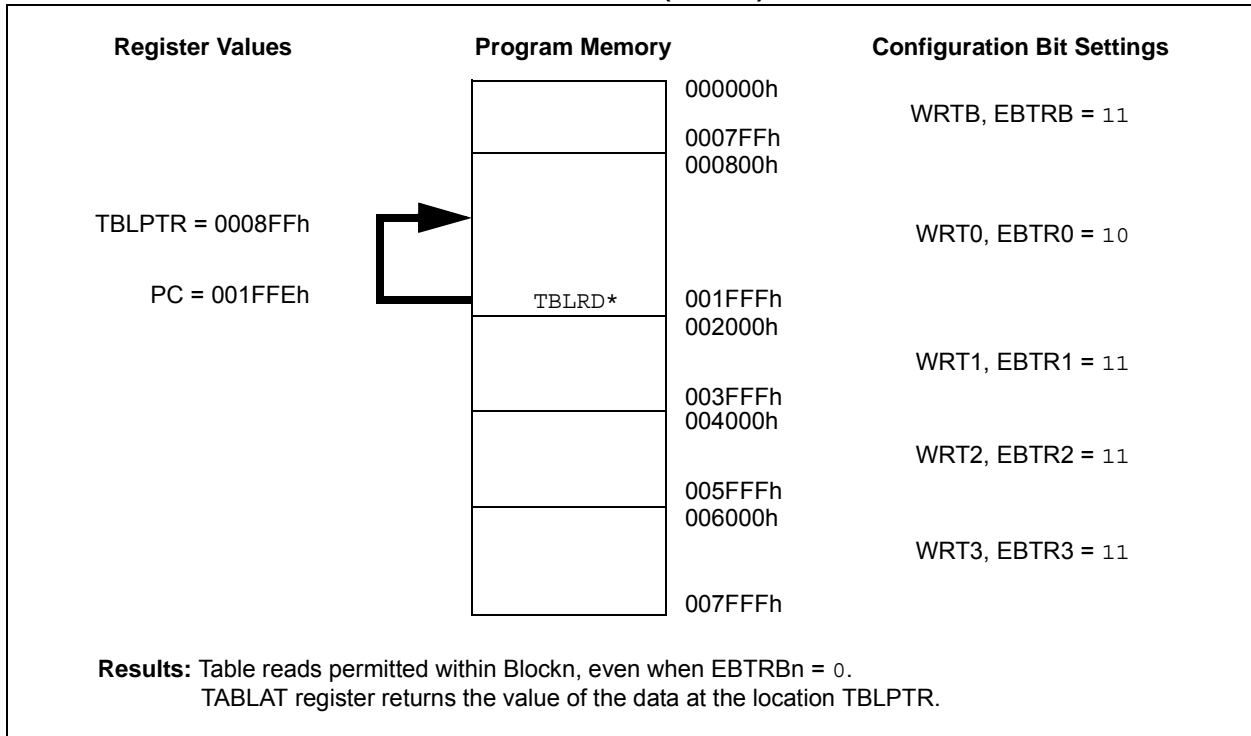 Register Values Program Memory Configuration Bit Settings
000000h
WRTB, EBTRB = 11
0007FFh
000800h
TBLPTR = 0008FFh
WRT0, EBTR0 = 10
PC = 001FFEh
TBLRD*
001FFFh
002000h
WRT1, EBTR1 = 11
003FFFh
004000h
WRT2, EBTR2 = 11
005FFFh
006000h
WRT3, EBTR3 = 11
007FFFh
Results: Table reads permitted within Blockn, even when EBTRBn = 0.
TABLAT register returns the value of the data at the location TBLPTR.